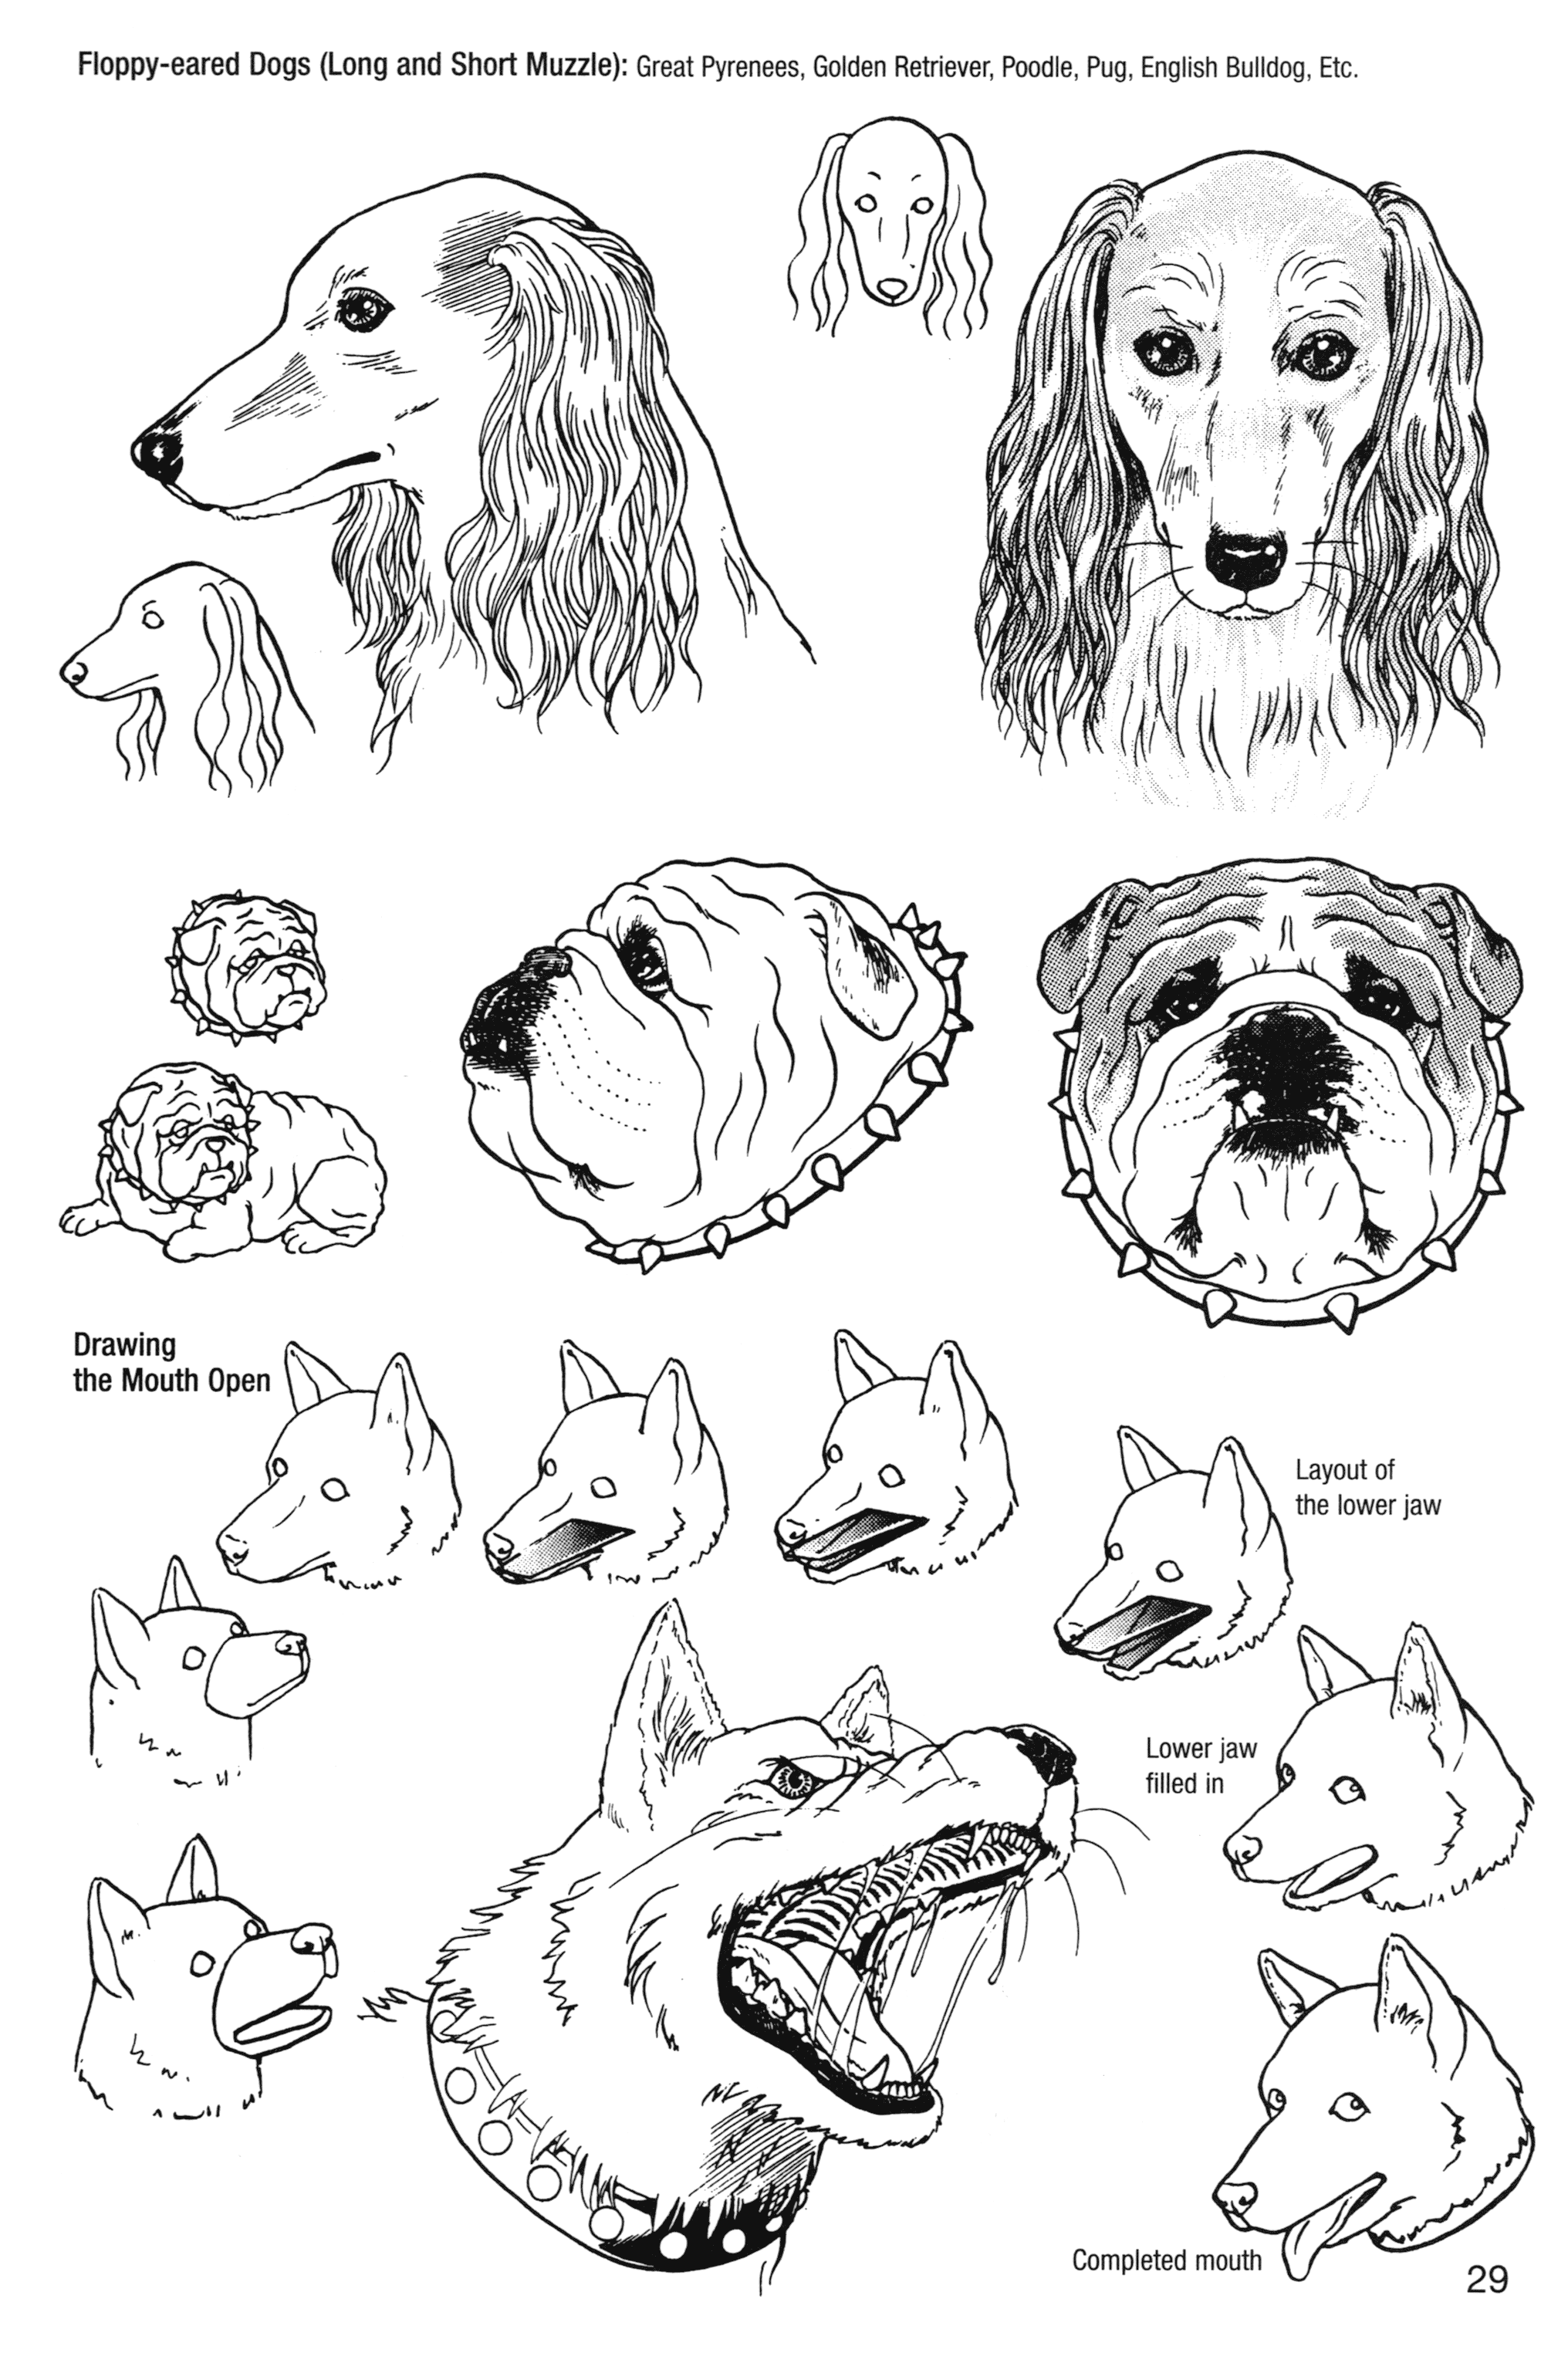 Floppy-eared Dogs (Long and Short Muzzle): Great Pyrenees, Golden Retriever, Poodle, Pug, English Bulldog, Etc.
Drawing
the Mouth Open
Layout of
the lower jaw
Lower jaw
filled in
Completed mouth
29